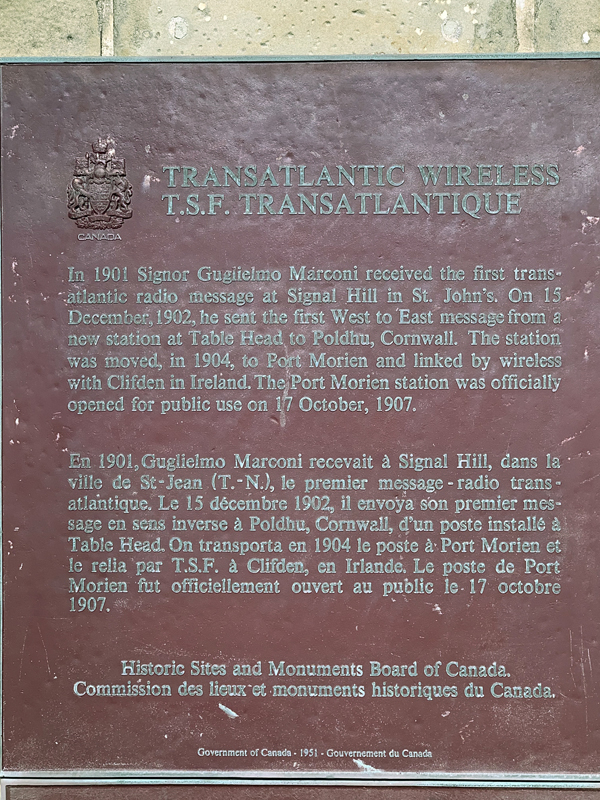 CANADA
TRANSATLANTIC WIRELESS
T.S.F. TRANSATLANTIQUE
In 1901 Signor Guglielmo Marconi received the first trans-
atlantic radio message at Signal Hill in St. John's. On 15
December, 1902, he sent the first West to East message from a
new station at Table Head to Poldhu, Cornwall. The station
was moved, in 1904, to Port Morien and linked by wireless
with Clifden in Ireland. The Port Morien station was officially
opened for public use on 17 October, 1907.
En 1901, Guglielmo Marconi recevait à Signal Hill, dans la
ville de St-Jean (T.-N.), le premier message-radio trans-
atlantique. Le 15 décembre 1902, il envoya son premier mes-
sage en sens inverse à Poldhu, Cornwall, d'un poste installé à
Table Head. On transporta en 1904 le poste à Port Morien et
le relia par T.S.F. à Clifden, en Irlande. Le poste de Port
Morien fut officiellement ouvert au public le 17 octobre
1907.
Historic Sites and Monuments Board of Canada.
Commission des lieux et monuments historiques du Canada.
Government of Canada - 1951 - Gouvernement du Canada